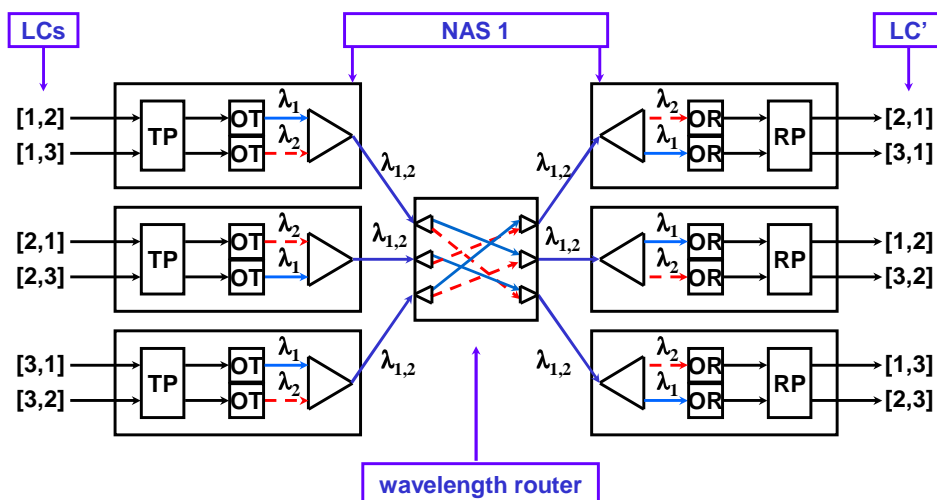 LCs
NAS 1
LC’
[1,2]
[1,3]
TP
OT
OT
λ1
λ2
λ1,2
λ1,2
λ2
λ1
OR
OR
RP
[2,1]
[3,1]
[2,1]
[2,3]
TP
OT
OT
λ2
λ1
λ1,2
λ1,2
λ1
λ2
OR
OR
RP
[1,2]
[3,2]
[3,1]
[3,2]
TP
OT
OT
λ1
λ2
λ1,2
λ1,2
λ2
λ1
OR
OR
RP
[1,3]
[2,3]
wavelength router